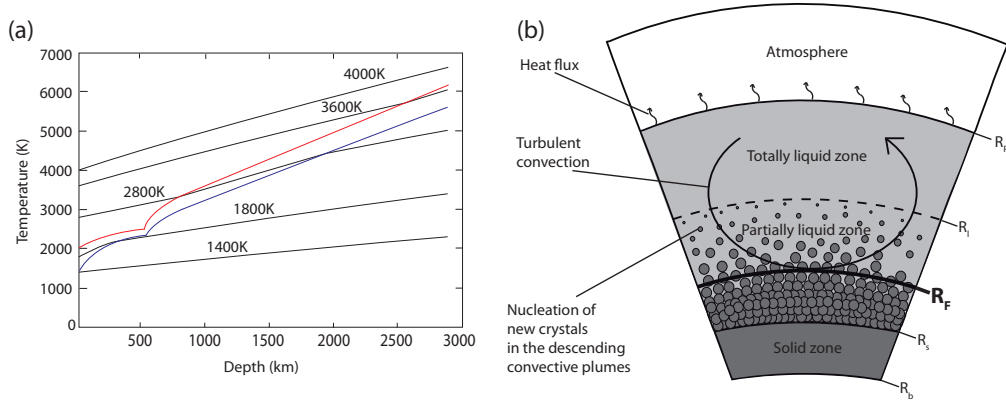 (a)
7000
6000
5000
4000
3000
2000
1000
0
Temperature (K)
4000K
3600K
2800K
1800K
1400K
500
1000
1500
2000
2500
3000
Depth (km)
(b)
Atmosphere
Heat flux
Turbulent
convection
Totally liquid zone
Partially liquid zone
Nucleation of
new crystals
in the descending
convective plumes
Solid zone
R_l
R_F
R_s
R_b